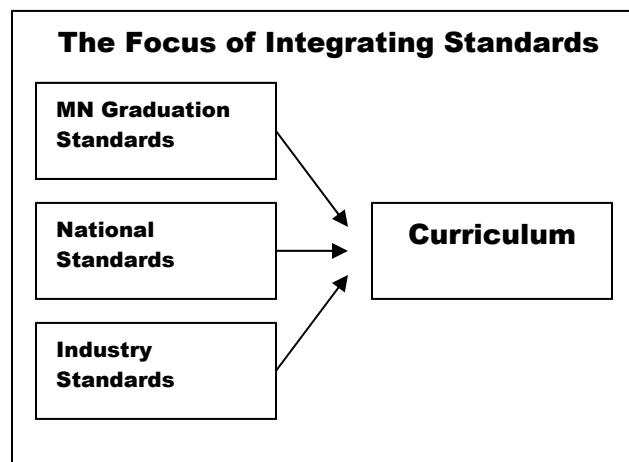 The Focus of Integrating Standards
MN Graduation
Standards
National
Standards
Curriculum
Industry
Standards